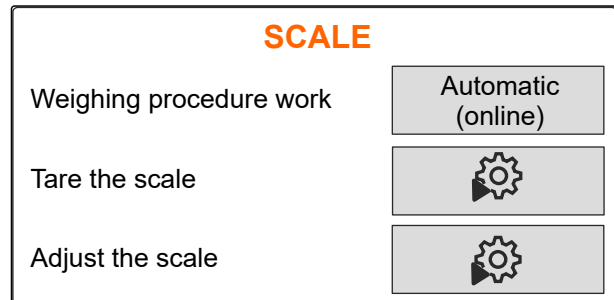 SCALE
Weighing procedure work
Automatic
(online)
Tare the scale
Adjust the scale